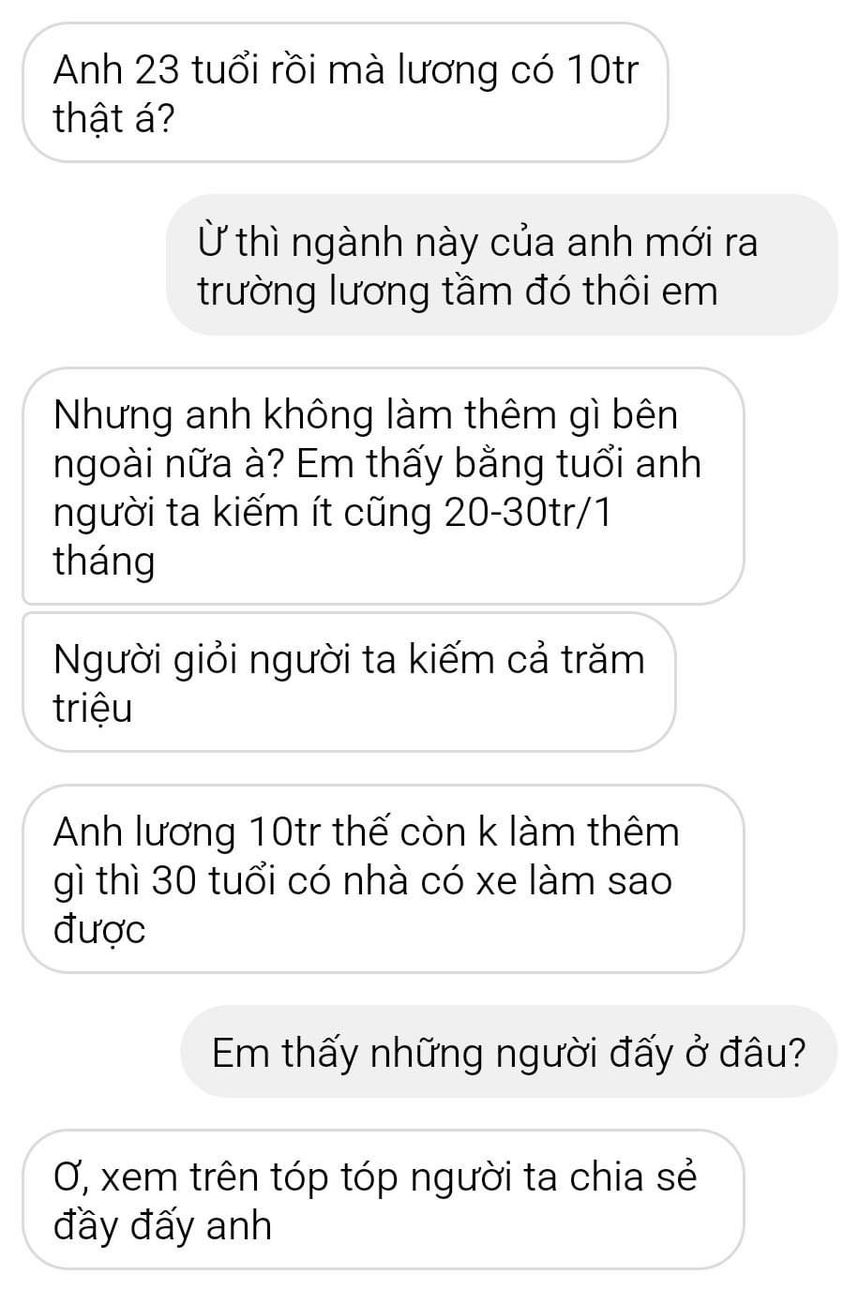 Anh 23 tuổi rồi mà lương có 10tr
thật á?
Ừ thì ngành này của anh mới ra
trường lương tầm đó thôi em
Nhưng anh không làm thêm gì bên
ngoài nữa à? Em thấy bằng tuổi anh
người ta kiếm ít cũng 20-30tr/1
tháng
Người giỏi người ta kiếm cả trăm
triệu
Anh lương 10tr thế còn k làm thêm
gì thì 30 tuổi có nhà có xe làm sao
được
Em thấy những người đấy ở đâu?
Ơ, xem trên tóp tóp người ta chia sẻ
đầy đấy anh